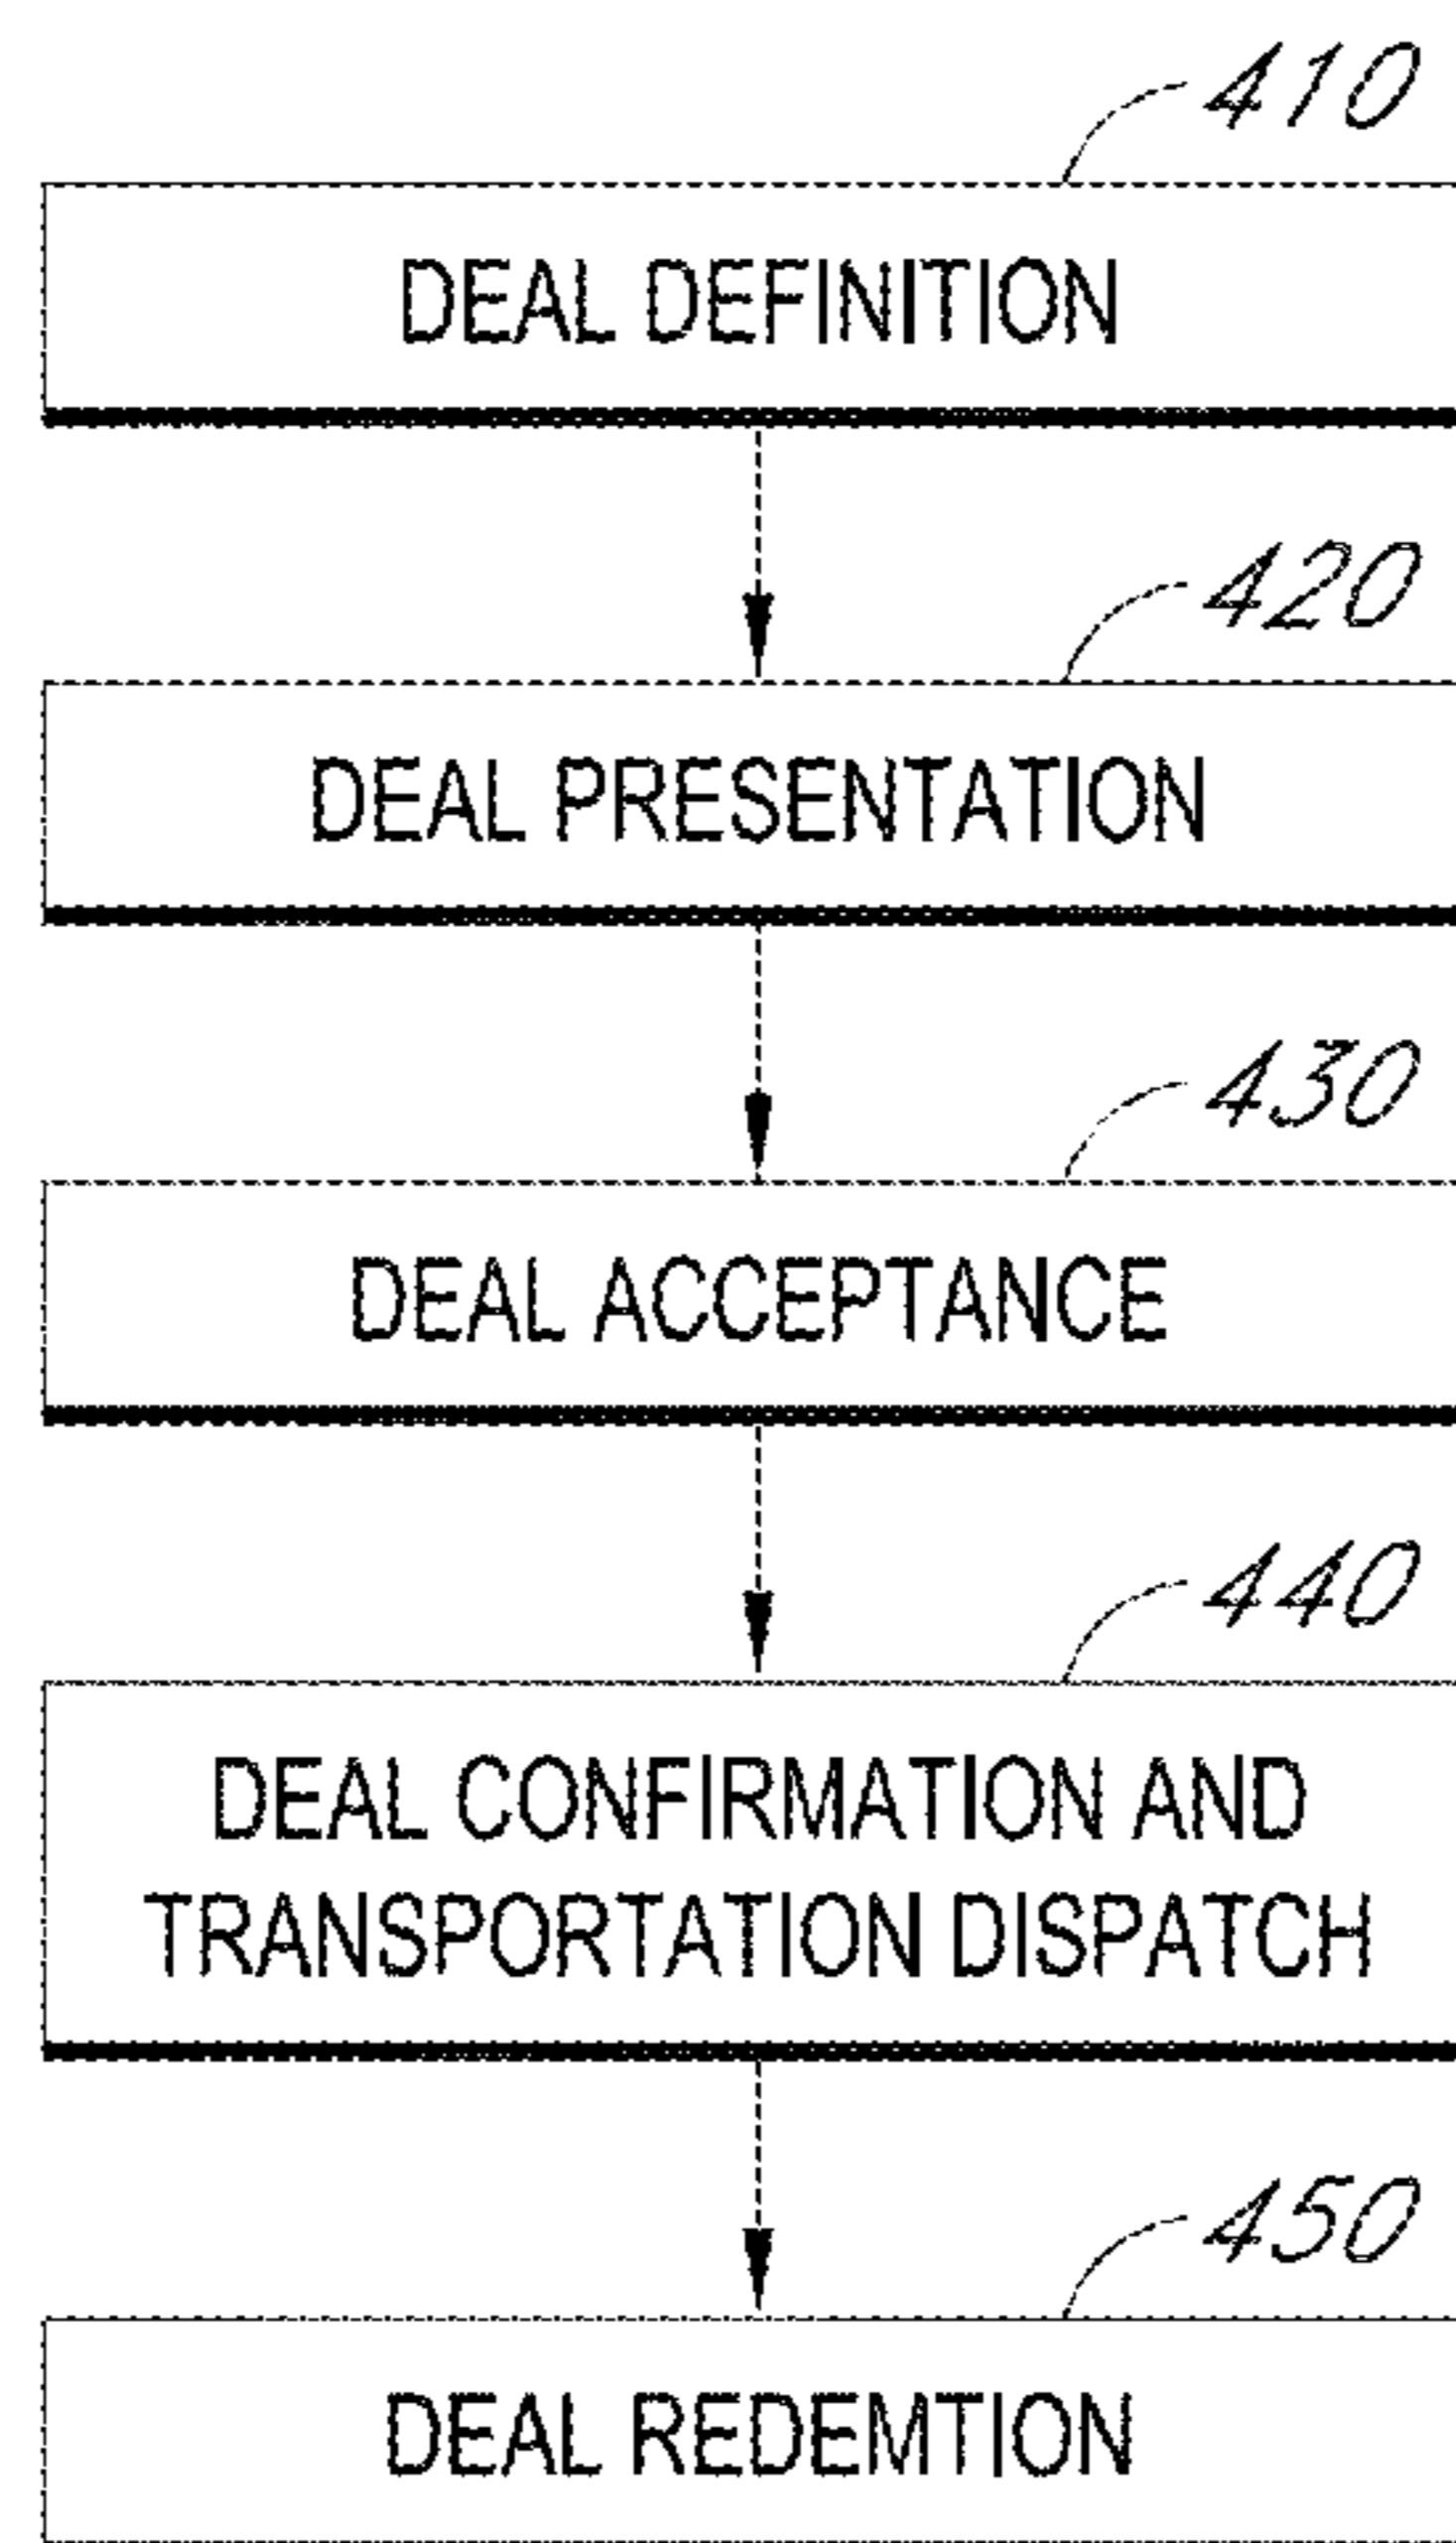 410
DEAL DEFINITION
420
DEAL PRESENTATION
430
DEAL ACCEPTANCE
440
DEAL CONFIRMATION AND
TRANSPORTATION DISPATCH
450
DEAL REDEMTION